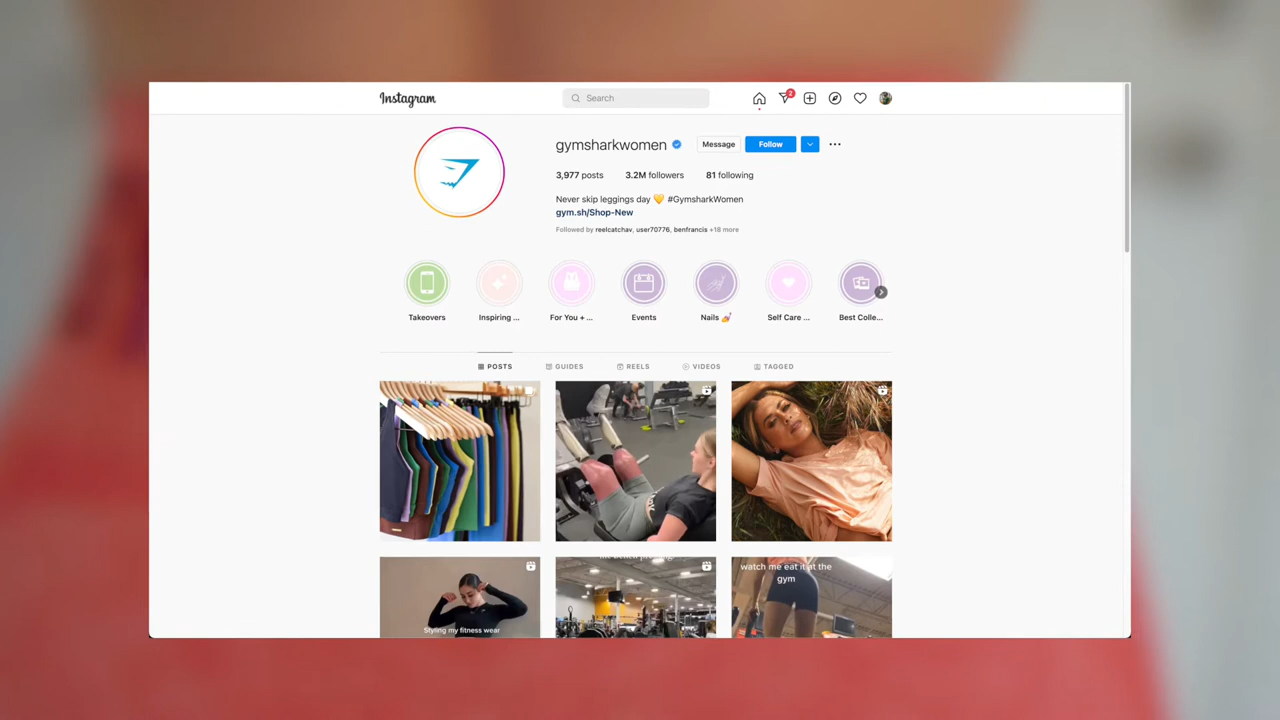 Instagram
Search
2
gymsharkwomen
Message
Follow
3,977 posts 3.2M followers 81 following
Never skip leggings day 💛 #GymsharkWomen
gym.sh/Shop-New
Followed by reelcatchav, user70776, benfrancis +18 more
Takeovers
Inspiring ...
For You + ...
Events
Nails 💅
Self Care ...
Best Colle...
POSTS
GUIDES
REELS
VIDEOS
TAGGED
Styling my fitness wear
watch me eat it at the
gym